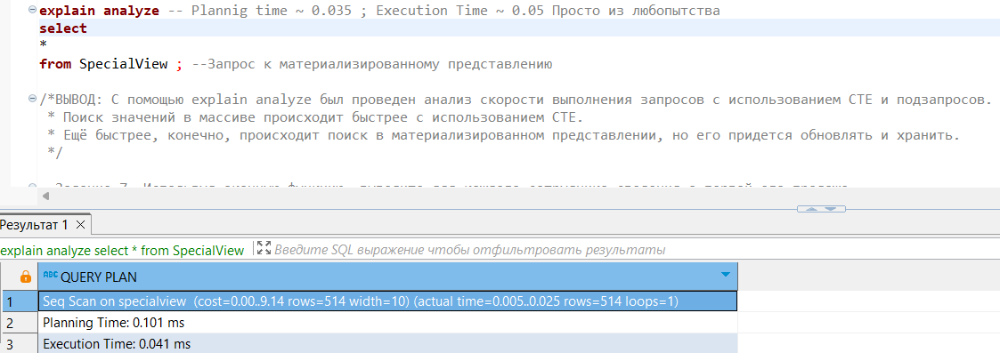 explain analyze -- Plannig time ~ 0.035 ; Execution Time ~ 0.05 Просто из любопытства
select
*
from SpecialView ; --Запрос к материализированному представлению
/*ВЫВОД: С помощью explain analyze был проведен анализ скорости выполнения запросов с использованием CTE и подзапросов.
* Поиск значений в массиве происходит быстрее с использованием CTE.
* Ещё быстрее, конечно, происходит поиск в материализированном представлении, но его придется обновлять и хранить.
*/
Результат 1
explain analyze select * from SpecialView Введите SQL выражение чтобы отфильтровать результаты
ABC QUERY PLAN
1 Seq Scan on specialview (cost=0.00..9.14 rows=514 width=10) (actual time=0.005..0.025 rows=514 loops=1)
2 Planning Time: 0.101 ms
3 Execution Time: 0.041 ms